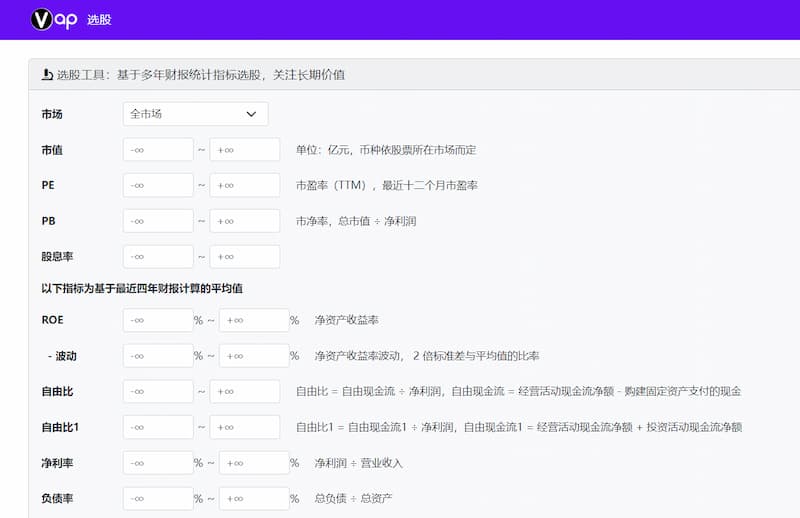 Vap 选股
选股工具：基于多年财报统计指标选股，关注长期价值
市场 全市场
市值 -∞ ~ +∞ 单位：亿元，币种依股票所在市场而定
PE -∞ ~ +∞ 市盈率（TTM），最近十二个月市盈率
PB -∞ ~ +∞ 市净率，总市值 ÷ 净利润
股息率 -∞ ~ +∞
以下指标为基于最近四年财报计算的平均值
ROE -∞ % ~ +∞ % 净资产收益率
- 波动 -∞ % ~ +∞ % 净资产收益率波动， 2 倍标准差与平均值的比率
自由比 -∞ ~ +∞ 自由比 = 自由现金流 ÷ 净利润，自由现金流 = 经营活动现金流净额 - 购建固定资产支付的现金
自由比1 -∞ ~ +∞ 自由比1 = 自由现金流1 ÷ 净利润，自由现金流1 = 经营活动现金流净额 + 投资活动现金流净额
净利率 -∞ % ~ +∞ % 净利润 ÷ 营业收入
负债率 -∞ % ~ +∞ % 总负债 ÷ 总资产